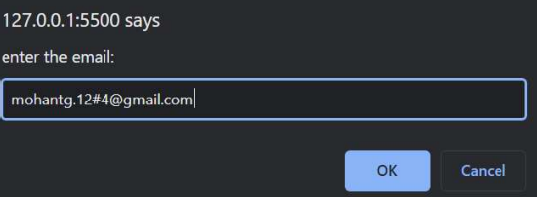 127.0.0.1:5500 says
enter the email:
mohantg.12#4@gmail.com
OK Cancel